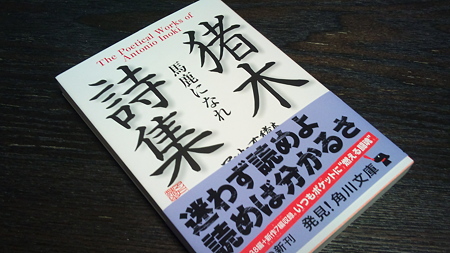 The Poetical Works of
Antonio Inoki
猪木
詩集
馬鹿になれ
迷わず読めよ
読めば分かるさ
いつもポケットに"燃える闘魂"
新刊 発見!角川文庫